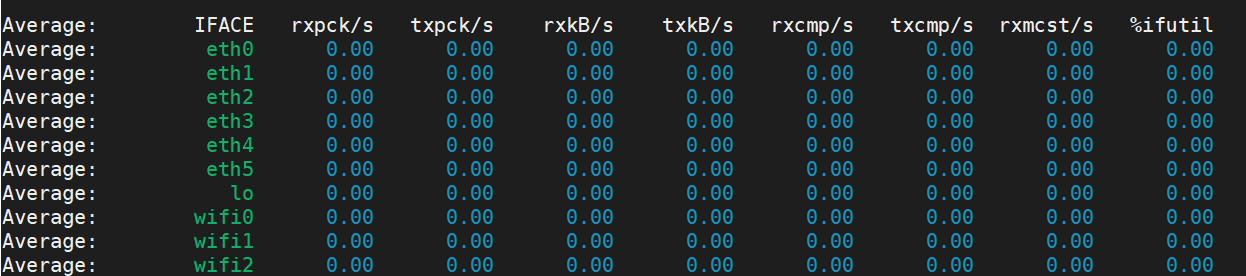 Average: IFACE rxpck/s txpck/s rxkB/s txkB/s rxcmp/s txcmp/s rxmcst/s %ifutil
Average: eth0 0.00 0.00 0.00 0.00 0.00 0.00 0.00 0.00
Average: eth1 0.00 0.00 0.00 0.00 0.00 0.00 0.00 0.00
Average: eth2 0.00 0.00 0.00 0.00 0.00 0.00 0.00 0.00
Average: eth3 0.00 0.00 0.00 0.00 0.00 0.00 0.00 0.00
Average: eth4 0.00 0.00 0.00 0.00 0.00 0.00 0.00 0.00
Average: eth5 0.00 0.00 0.00 0.00 0.00 0.00 0.00 0.00
Average: lo 0.00 0.00 0.00 0.00 0.00 0.00 0.00 0.00
Average: wifi0 0.00 0.00 0.00 0.00 0.00 0.00 0.00 0.00
Average: wifi1 0.00 0.00 0.00 0.00 0.00 0.00 0.00 0.00
Average: wifi2 0.00 0.00 0.00 0.00 0.00 0.00 0.00 0.00